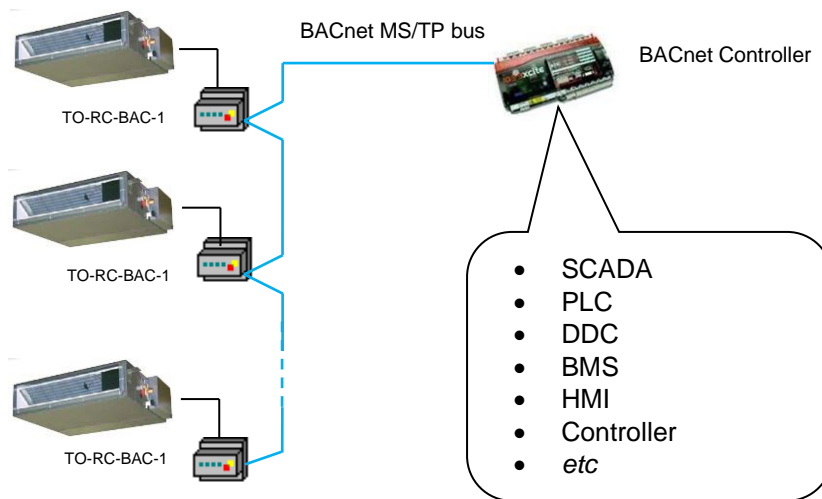 BACnet MS/TP bus
BACnet Controller
TO-RC-BAC-1
TO-RC-BAC-1
TO-RC-BAC-1
• SCADA
• PLC
• DDC
• BMS
• HMI
• Controller
• etc